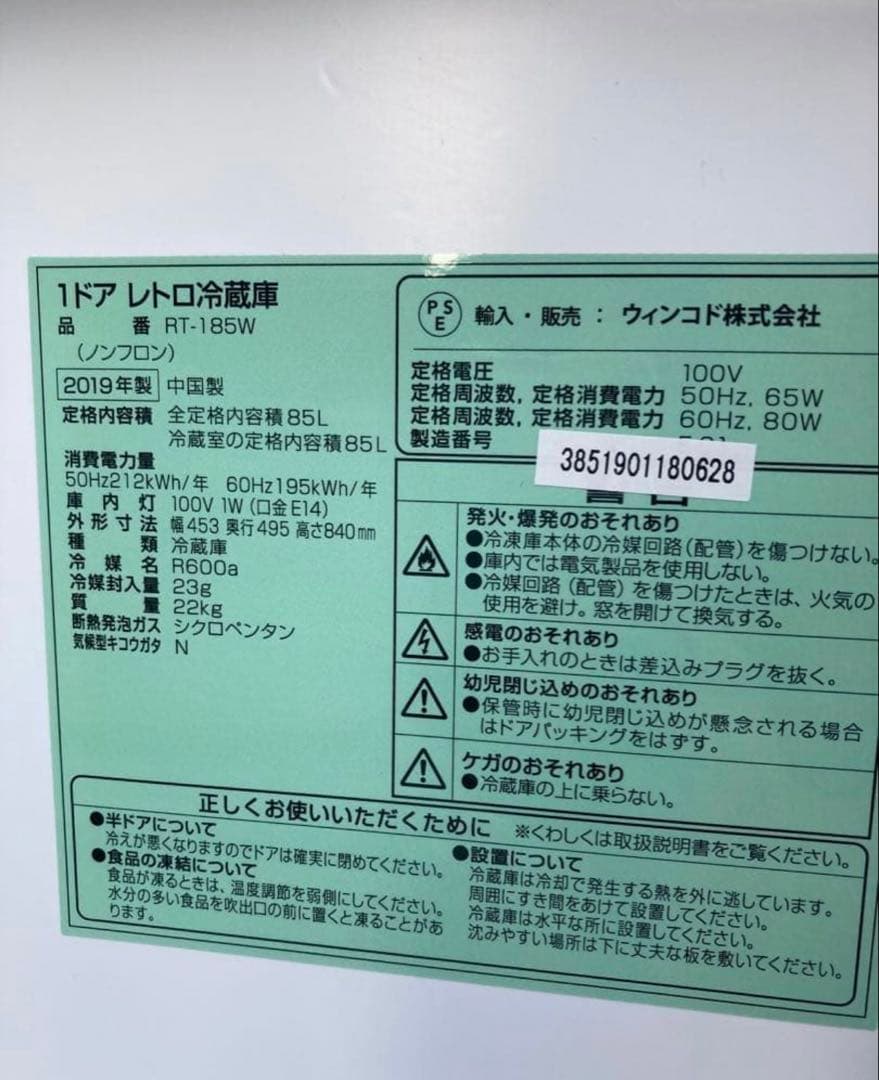 1ドア レトロ冷蔵庫
品番 RT-185W
(ノンフロン)
2019年製 中国製
定格内容積 全定格内容積85L
冷蔵室の定格内容積85L
消費電力量
50Hz212kWh/年 60Hz195kWh/年
庫内灯 100V 1W(口金E14)
外形寸法 幅453 奥行495 高さ840mm
種類 冷蔵庫
冷媒名 R600a
冷媒封入量 23g
質量 22kg
断熱発泡ガス シクロペンタン
気候型キコウガタ N
PSE 輸入・販売 : ウィンコド株式会社
定格電圧 100V
定格周波数, 定格消費電力 50Hz, 65W
定格周波数, 定格消費電力 60Hz, 80W
製造番号
3851901180628
発火・爆発のおそれあり
●冷凍庫本体の冷媒回路(配管)を傷つけない。
●庫内では電気製品を使用しない。
●冷媒回路(配管)を傷つけたときは、火気の
使用を避け。窓を開けて換気する。
感電のおそれあり
●お手入れのときは差込みプラグを抜く。
幼児閉じ込めのおそれあり
●保管時に幼児閉じ込めが懸念される場合
はドアパッキングをはずす。
ケガのおそれあり
●冷蔵庫の上に乗らない。
正しくお使いいただくために ※くわしくは取扱説明書をご覧ください。
●半ドアについて
冷えが悪くなりますのでドアは確実に閉めてください。
●食品の凍結について
食品が凍るときは、温度調節を弱側にしてください。
水分の多い食品を吹出口の前に置くと凍ることがあ
ります。
●設置について
冷蔵庫は冷却で発生する熱を外に逃しています。
周囲にすき間をあけて設置してください。
冷蔵庫は水平な所に設置してください。
沈みやすい場所は下に丈夫な板を敷いてください。